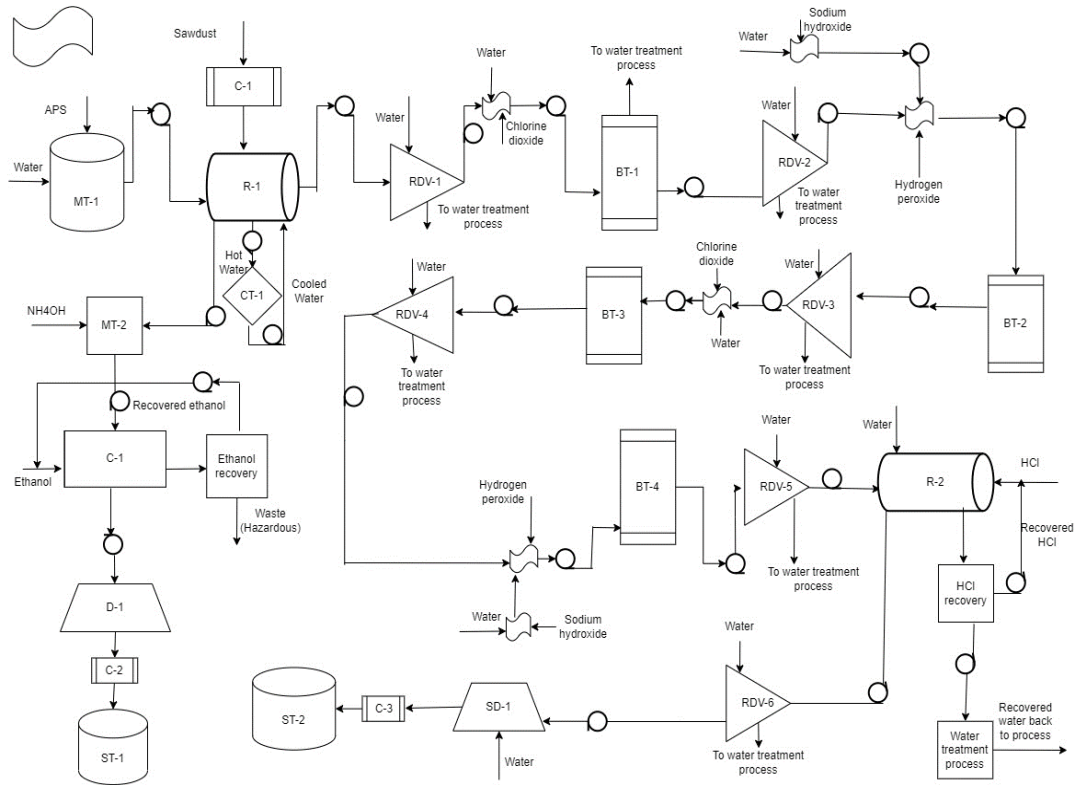 Sawdust
C-1
APS
Water
MT-1
R-1
Hot
Water
CT-1
Cooled
Water
NH4OH
MT-2
Recovered ethanol
C-1
Ethanol
Ethanol
recovery
Waste
(Hazardous)
D-1
C-2
ST-1
Water
RDV-1
To water treatment
process
Water
Chlorine
dioxide
To water treatment
process
BT-1
Water
RDV-2
To water
treatment
process
Water
Sodium
hydroxide
Hydrogen
peroxide
BT-2
Water
RDV-3
To water treatment
process
Chlorine
dioxide
Water
BT-3
Water
RDV-4
To water
treatment
process
Hydrogen
peroxide
Water
Sodium
hydroxide
BT-4
Water
RDV-5
To water treatment
process
Water
R-2
HCl
Recovered
HCl
HCl
recovery
Water
treatment
process
Recovered
water back
to process
Water
RDV-6
To water treatment
process
SD-1
Water
C-3
ST-2